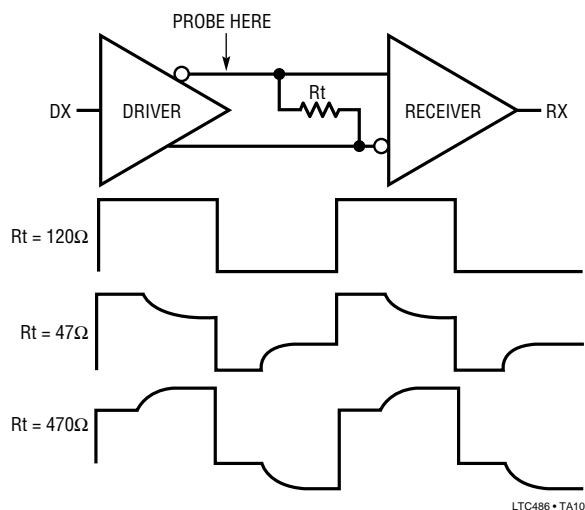 PROBE HERE
Rt
DX
DRIVER
RECEIVER
RX
Rt = 120Ω
Rt = 47Ω
Rt = 470Ω
LTC486 • TA10